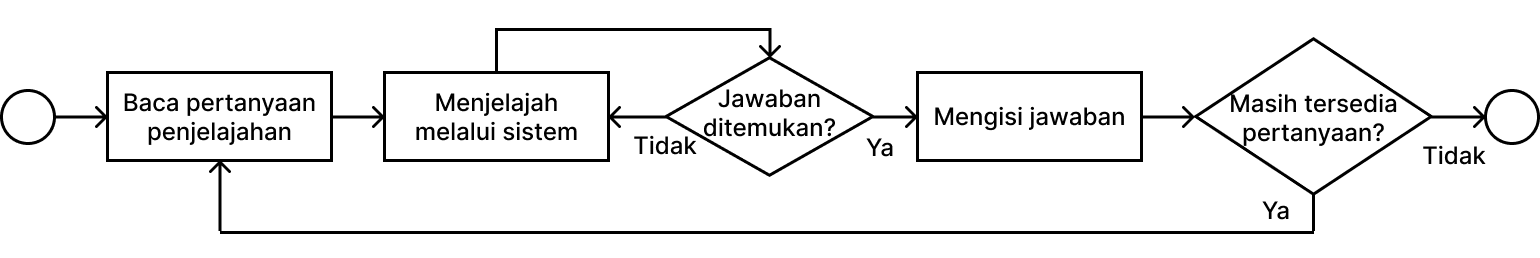 Baca pertanyaan
penjelajahan
Menjelajah
melalui sistem
Jawaban
ditemukan?
Tidak
Ya
Mengisi jawaban
Masih tersedia
pertanyaan?
Tidak
Ya